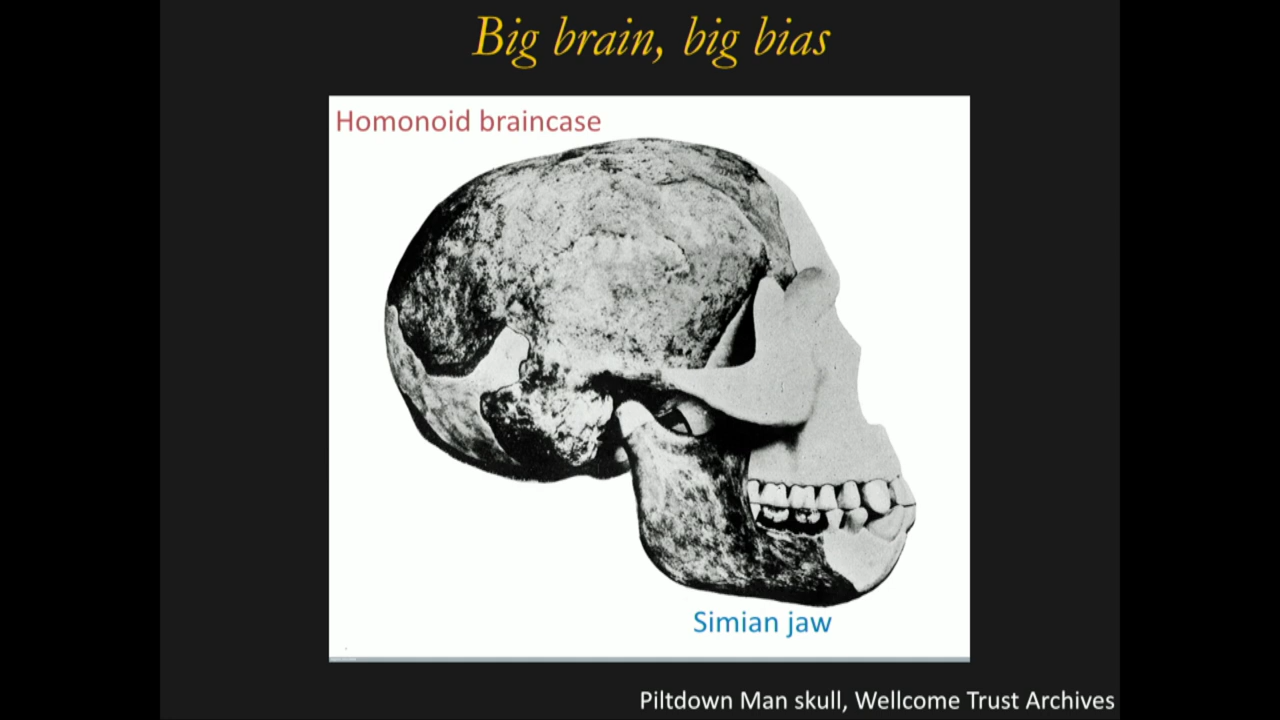 Big brain, big bias
Homonoid braincase
Simian jaw
Piltdown Man skull, Wellcome Trust Archives